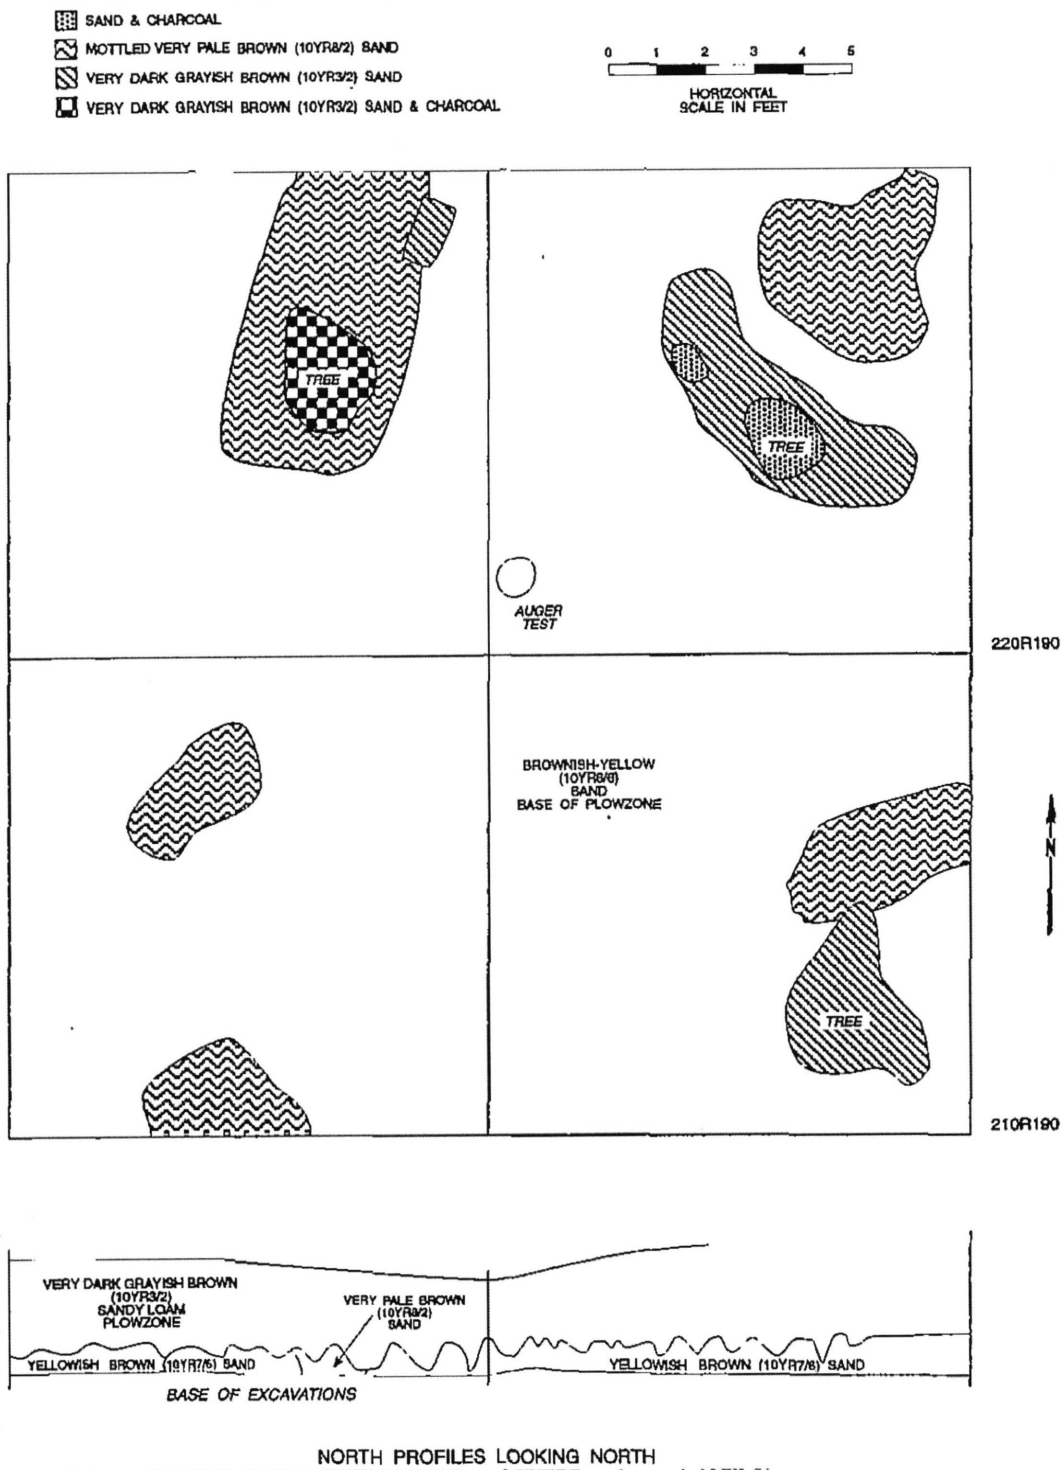 SAND & CHARCOAL
MOTTLED VERY PALE BROWN (10YR8/2) SAND
VERY DARK GRAYISH BROWN (10YR3/2) SAND
VERY DARK GRAYISH BROWN (10YR3/2) SAND & CHARCOAL
0 1 2 3 4 5
HORIZONTAL
SCALE IN FEET
TREE
TREE
AUGER
TEST
220R190
BROWNISH-YELLOW
(10YR6/6)
SAND
BASE OF PLOWZONE
N
TREE
210R190
VERY DARK GRAYISH BROWN
(10YR3/2)
SANDY LOAM
PLOWZONE
VERY PALE BROWN
(10YR8/2)
SAND
YELLOWISH BROWN (10YR7/6) SAND
YELLOWISH BROWN (10YR7/6) SAND
BASE OF EXCAVATIONS
NORTH PROFILES LOOKING NORTH